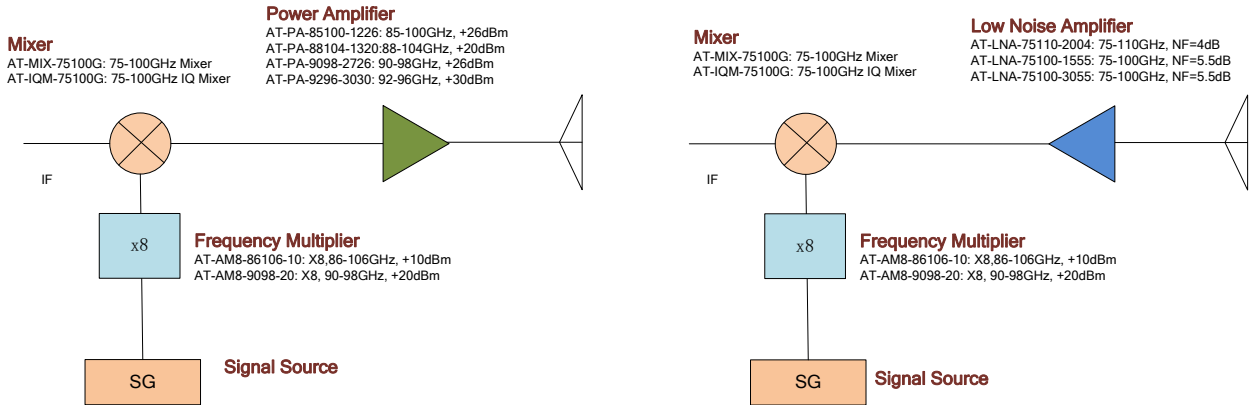 Power Amplifier
AT-PA-85100-1226: 85-100GHz, +26dBm
AT-PA-88104-1320:88-104GHz, +20dBm
AT-PA-9098-2726: 90-98GHz, +26dBm
AT-PA-9296-3030: 92-96GHz, +30dBm
Mixer
AT-MIX-75100G: 75-100GHz Mixer
AT-IQM-75100G: 75-100GHz IQ Mixer
IF
x8
Frequency Multiplier
AT-AM8-86106-10: X8,86-106GHz, +10dBm
AT-AM8-9098-20: X8, 90-98GHz, +20dBm
SG
Signal Source
Low Noise Amplifier
AT-LNA-75110-2004: 75-110GHz, NF=4dB
AT-LNA-75100-1555: 75-100GHz, NF=5.5dB
AT-LNA-75100-3055: 75-100GHz, NF=5.5dB
Mixer
AT-MIX-75100G: 75-100GHz Mixer
AT-IQM-75100G: 75-100GHz IQ Mixer
IF
x8
Frequency Multiplier
AT-AM8-86106-10: X8,86-106GHz, +10dBm
AT-AM8-9098-20: X8, 90-98GHz, +20dBm
SG
Signal Source